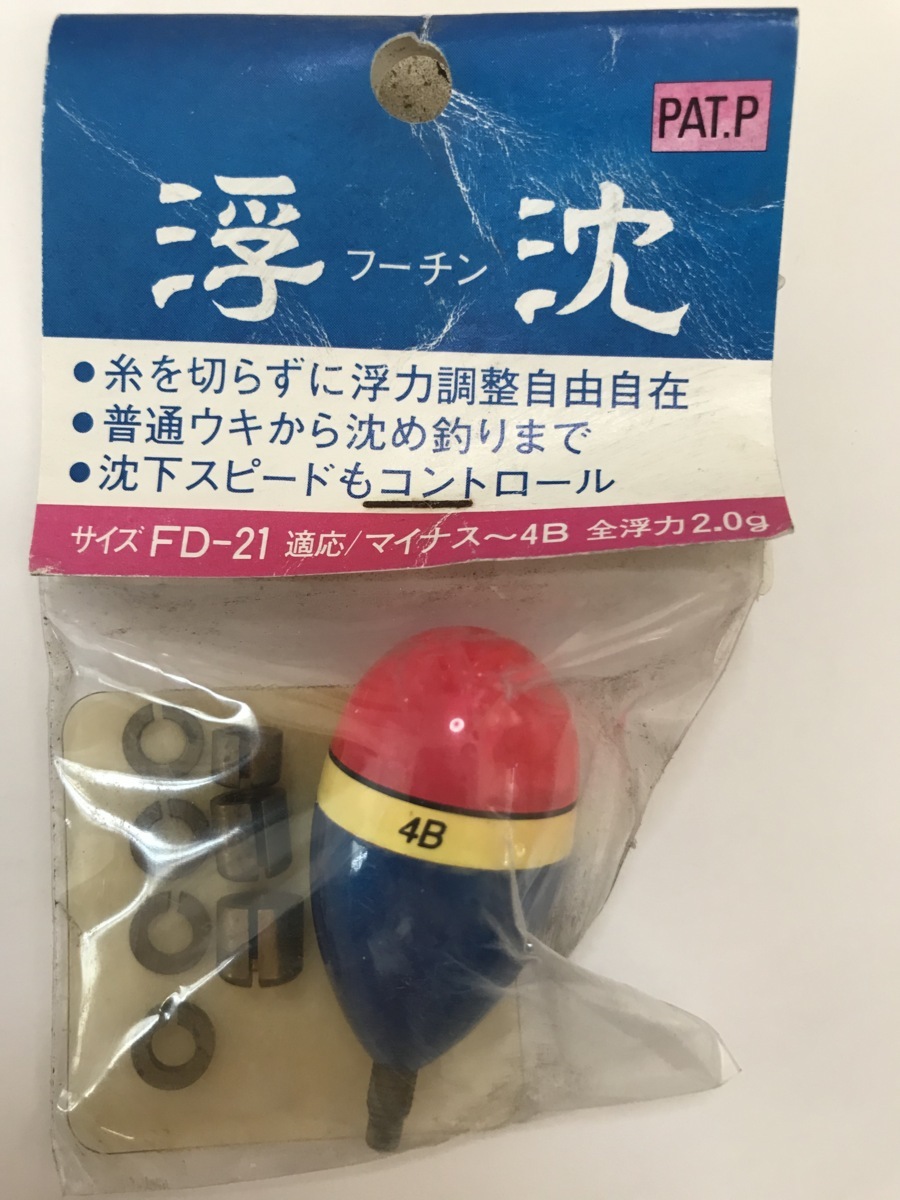 PAT.P
浮 フーチン 沈
●糸を切らずに浮力調整自由自在
●普通ウキから沈め釣りまで
●沈下スピードもコントロール
サイズ FD-21 適応/マイナス〜4B 全浮力2.0g
4B